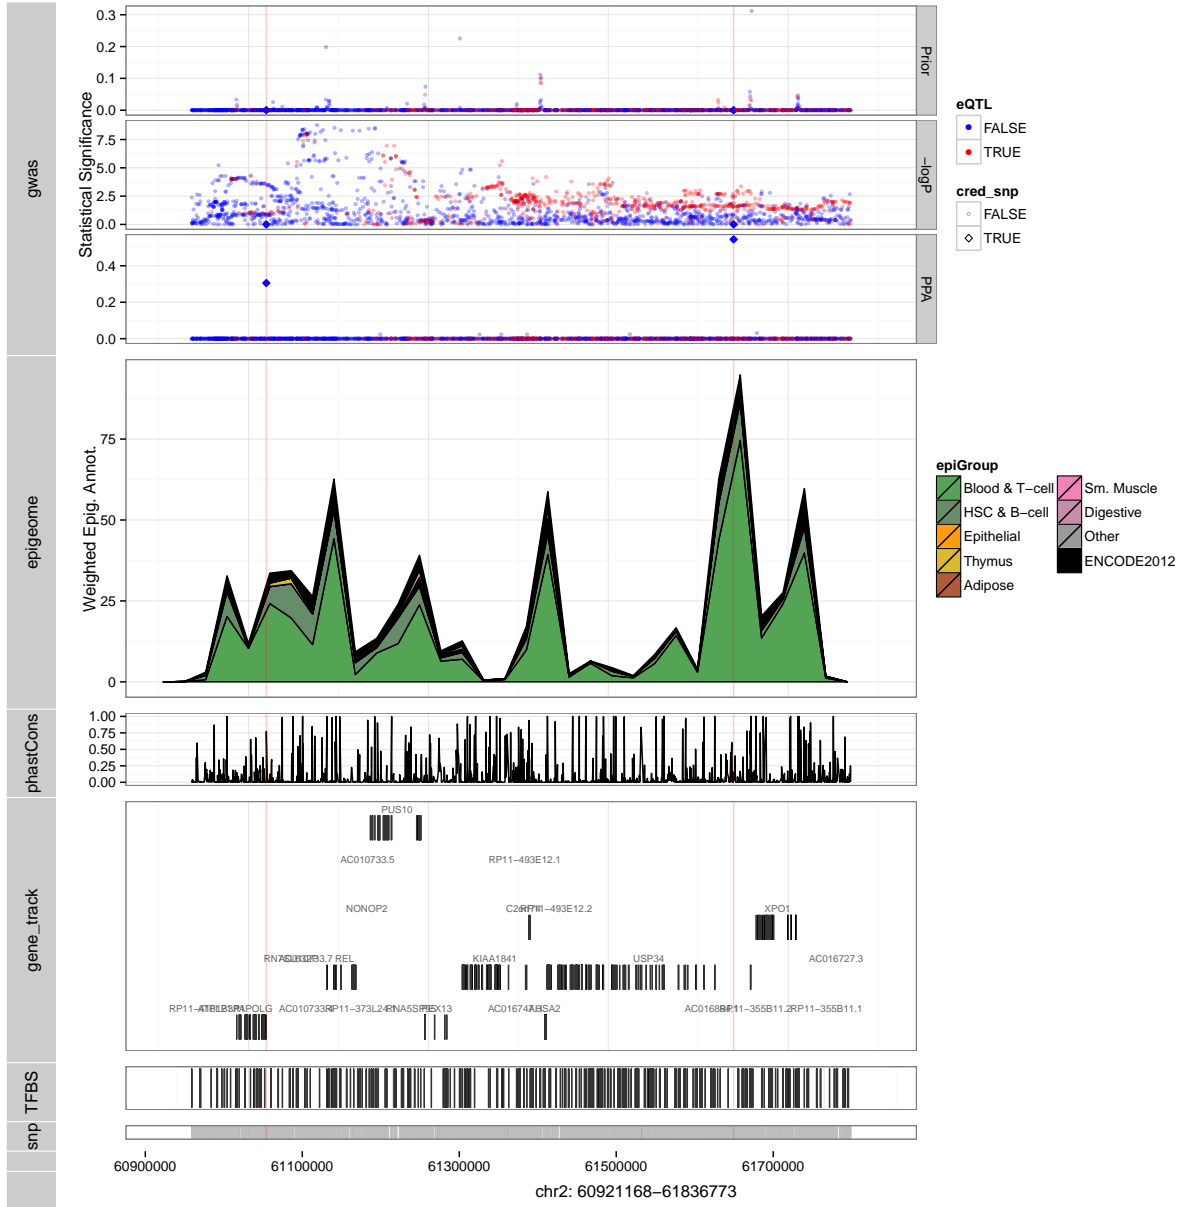 gwas
Statistical Significance
0.3
0.2
0.1
0.0
Prior
7.5
5.0
2.5
0.0
−logP
0.4
0.2
0.0
PPA
eQTL
FALSE
TRUE
cred_snp
FALSE
TRUE
epigeome
Weighted Epig. Annot.
75
50
25
0
epiGroup
Blood & T−cell
HSC & B−cell
Epithelial
Thymus
Adipose
Sm. Muscle
Digestive
Other
ENCODE2012
phastCons
1.00
0.75
0.50
0.25
0.00
gene_track
PUS10
AC010733.5 RP11−493E12.1
NONOP2 RP11−493E12.2 XPO1
REL KIAA1841 USP34 AC016727.3
PAPOLG PEX13 AHSA2 RP11−355B11.2 RP11−355B11.1
TFBS
snp
60900000 61100000 61300000 61500000 61700000
chr2: 60921168−61836773